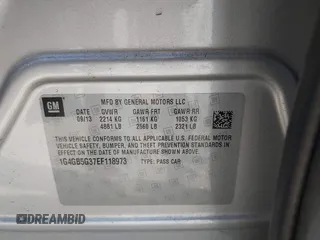 GM
MFD BY GENERAL MOTORS LLC
DATE GVWR GAWR FRT GAWR RR
09/13 2214 KG 1161 KG 1053 KG
4881 LB 2560 LB 2321 LB
THIS VEHICLE CONFORMS TO ALL APPLICABLE U.S. FEDERAL
MOTOR VEHICLE SAFETY, BUMPER, AND THEFT PREVENTION STANDARDS
IN EFFECT ON THE DATE OF MANUFACTURE SHOWN ABOVE.
1G4GB5G37EF118973 TYPE: PASS CAR
DREAMBID